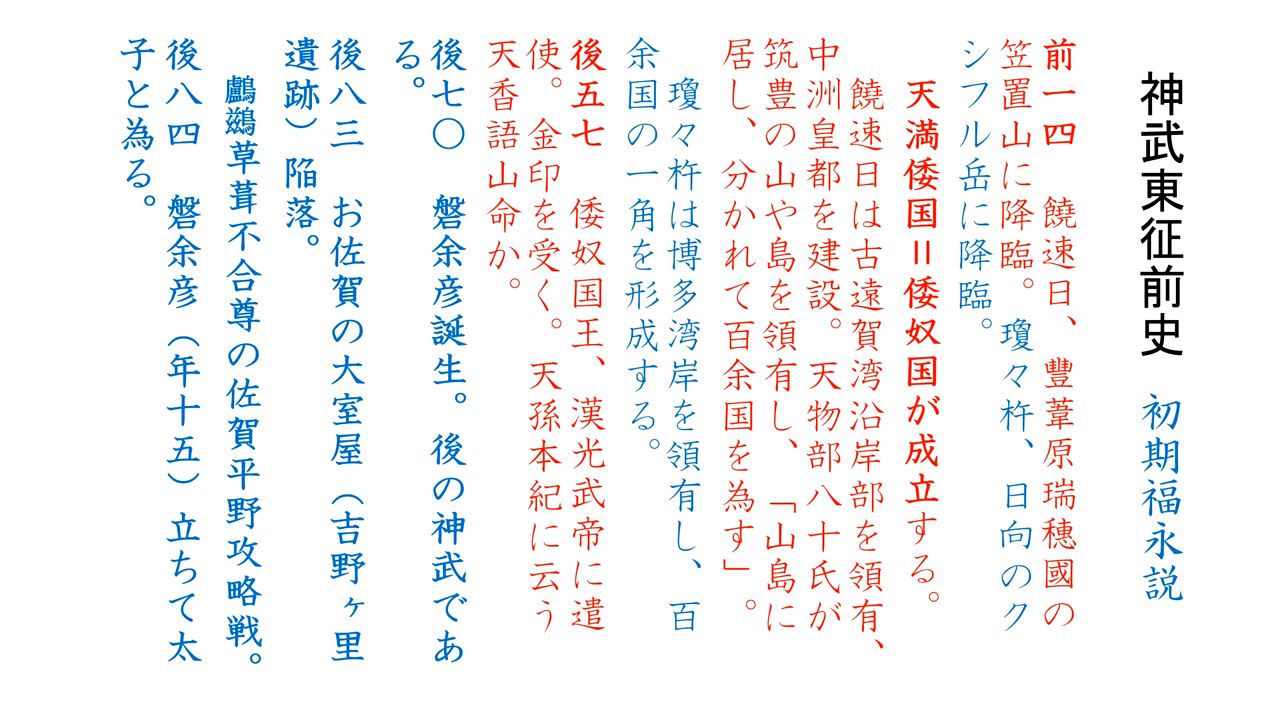 神武東征前史　初期福永説
前一四　饒速日、豊葦原瑞穗國の
笠置山に降臨。瓊々杵、日向のク
シフル岳に降臨。
天満倭国＝倭奴国が成立する。
饒速日は古遠賀湾沿岸部を領有、
中洲皇都を建設。天物部八十氏が
筑豊の山や島を領有し、「山島に
居し、分かれて百余国を為す」。
瓊々杵は博多湾岸を領有し、百
余国の一角を形成する。
後五七　倭奴国王、漢光武帝に遣
使。金印を受く。天孫本紀に云う
天香語山命か。
後七〇　磐余彦誕生。後の神武であ
る。
後八三　お佐賀の大室屋（吉野ヶ里
遺跡）陥落。
鸕鷀草葺不合尊の佐賀平野攻略戦。
後八四　磐余彦（年十五）立ちて太
子と為る。